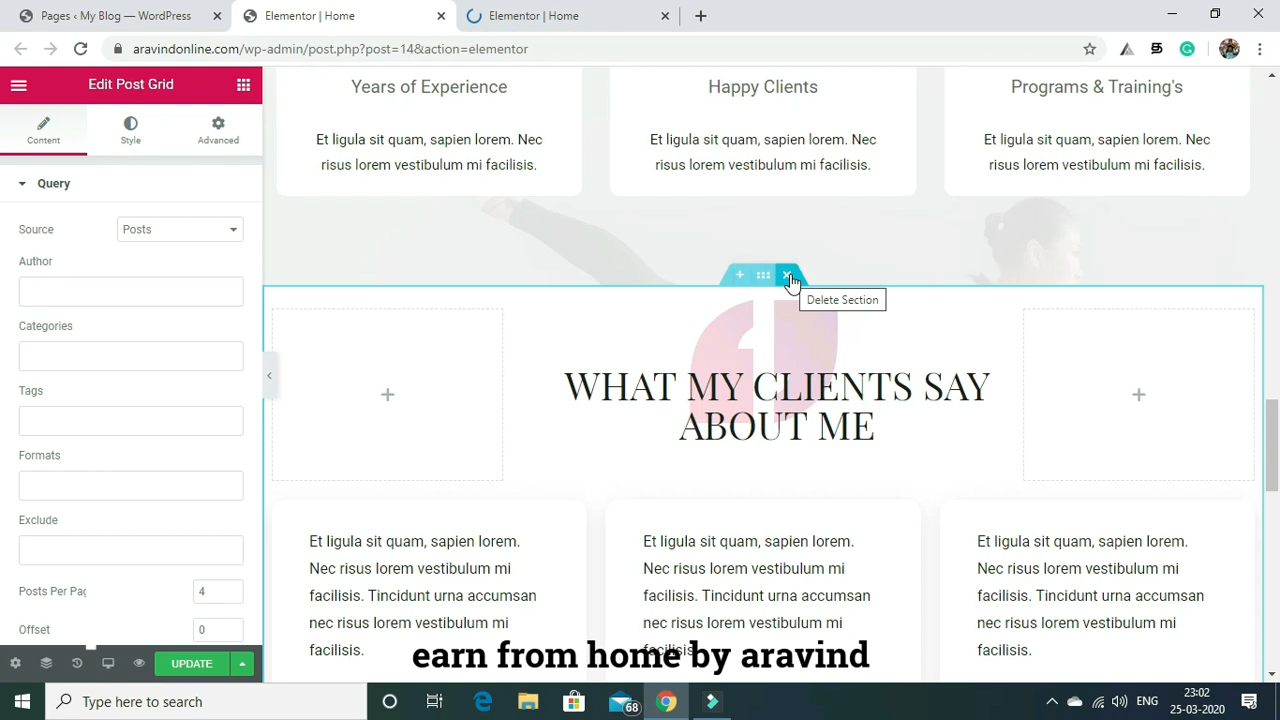 Pages ‹ My Blog — WordPress
Elementor | Home
Elementor | Home
aravindonline.com/wp-admin/post.php?post=14&action=elementor
Edit Post Grid
Content
Style
Advanced
Query
Source
Posts
Author
Categories
Tags
Formats
Exclude
Posts Per Pag
4
Offset
0
UPDATE
Years of Experience
Et ligula sit quam, sapien lorem. Nec
risus lorem vestibulum mi facilisis.
Happy Clients
Et ligula sit quam, sapien lorem. Nec
risus lorem vestibulum mi facilisis.
Programs & Training's
Et ligula sit quam, sapien lorem. Nec
risus lorem vestibulum mi facilisis.
Delete Section
WHAT MY CLIENTS SAY
ABOUT ME
Et ligula sit quam, sapien lorem.
Nec risus lorem vestibulum mi
facilisis. Tincidunt urna accumsan
nec risus lorem vestibulum mi
facilisis.
Et ligula sit quam, sapien lorem.
Nec risus lorem vestibulum mi
facilisis. Tincidunt urna accumsan
nec risus lorem vestibulum mi
facilisis.
Et ligula sit quam, sapien lorem.
Nec risus lorem vestibulum mi
facilisis. Tincidunt urna accumsan
nec risus lorem vestibulum mi
facilisis.
earn from home by aravind
Type here to search
68
ENG
23:02
25-03-2020